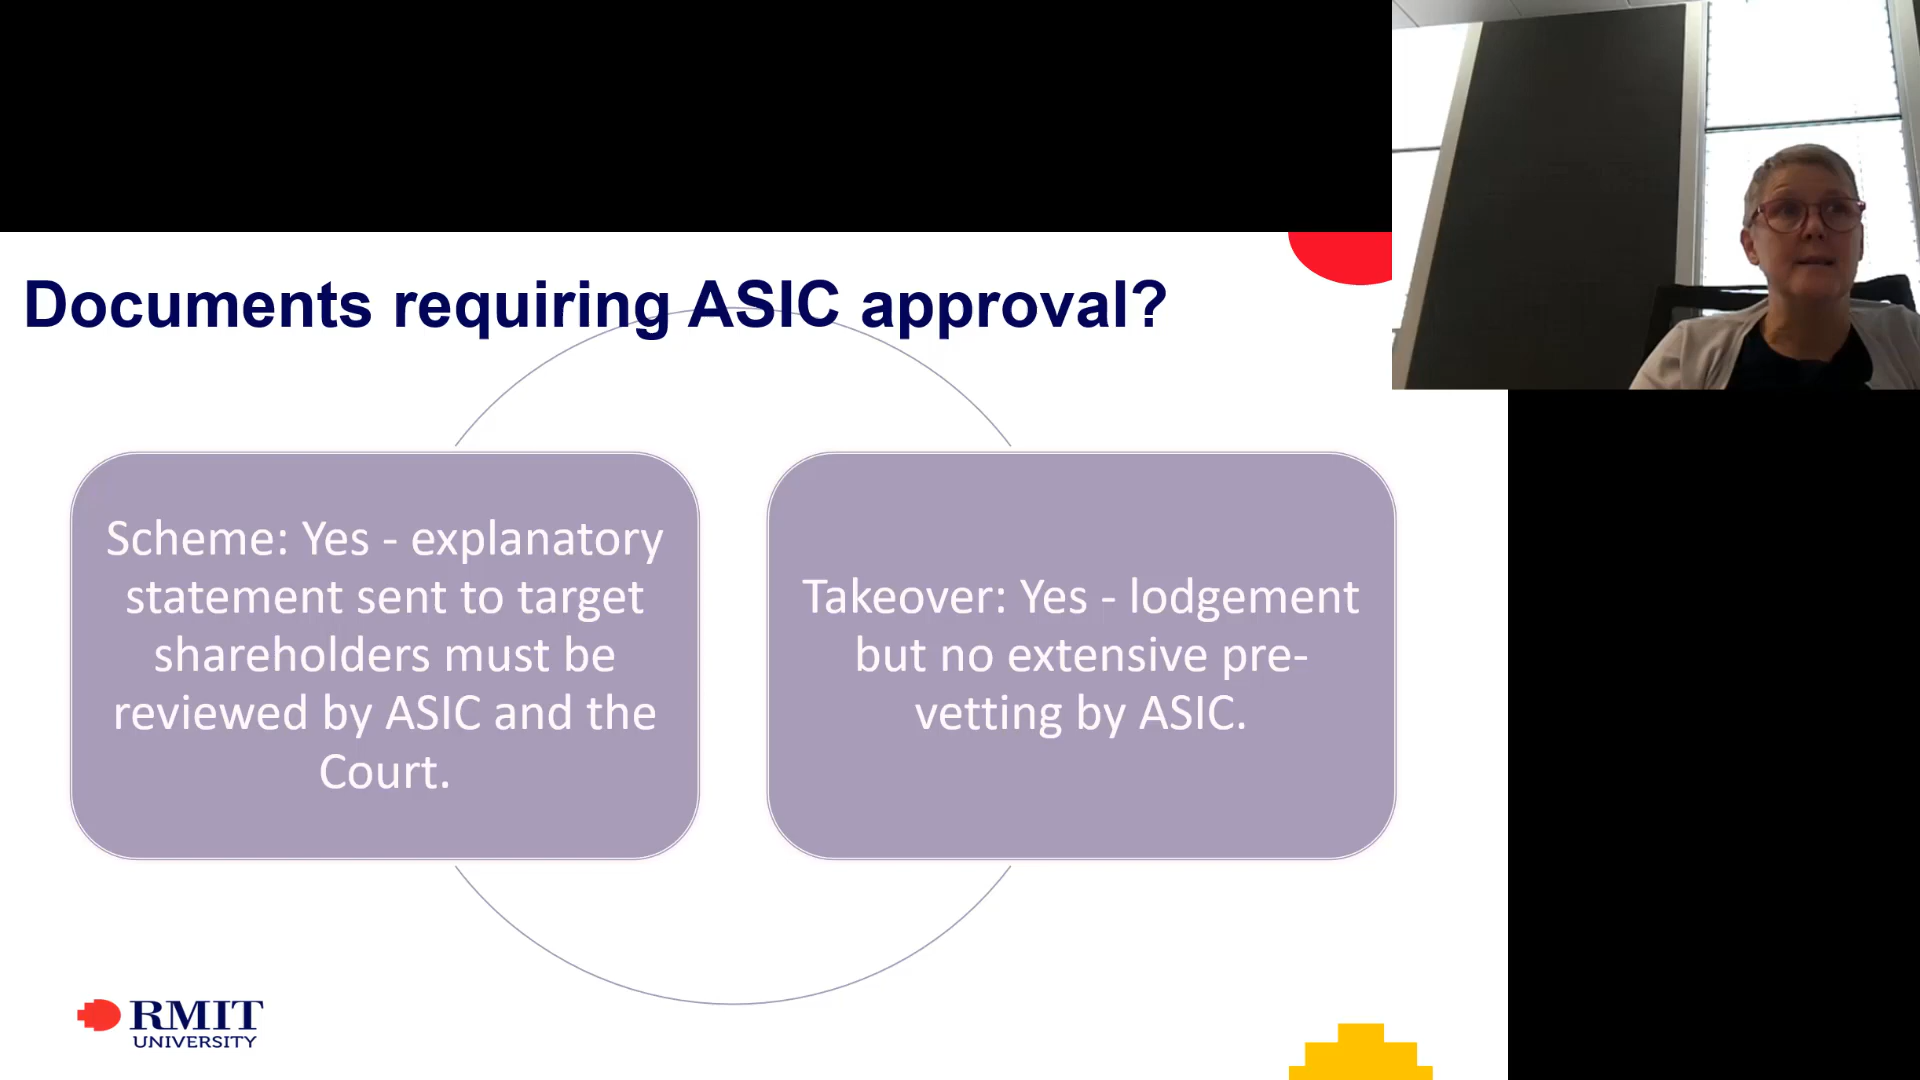 Documents requiring ASIC approval?
Scheme: Yes - explanatory
statement sent to target
shareholders must be
reviewed by ASIC and the
Court.
Takeover: Yes - lodgement
but no extensive pre-
vetting by ASIC.
RMIT
UNIVERSITY